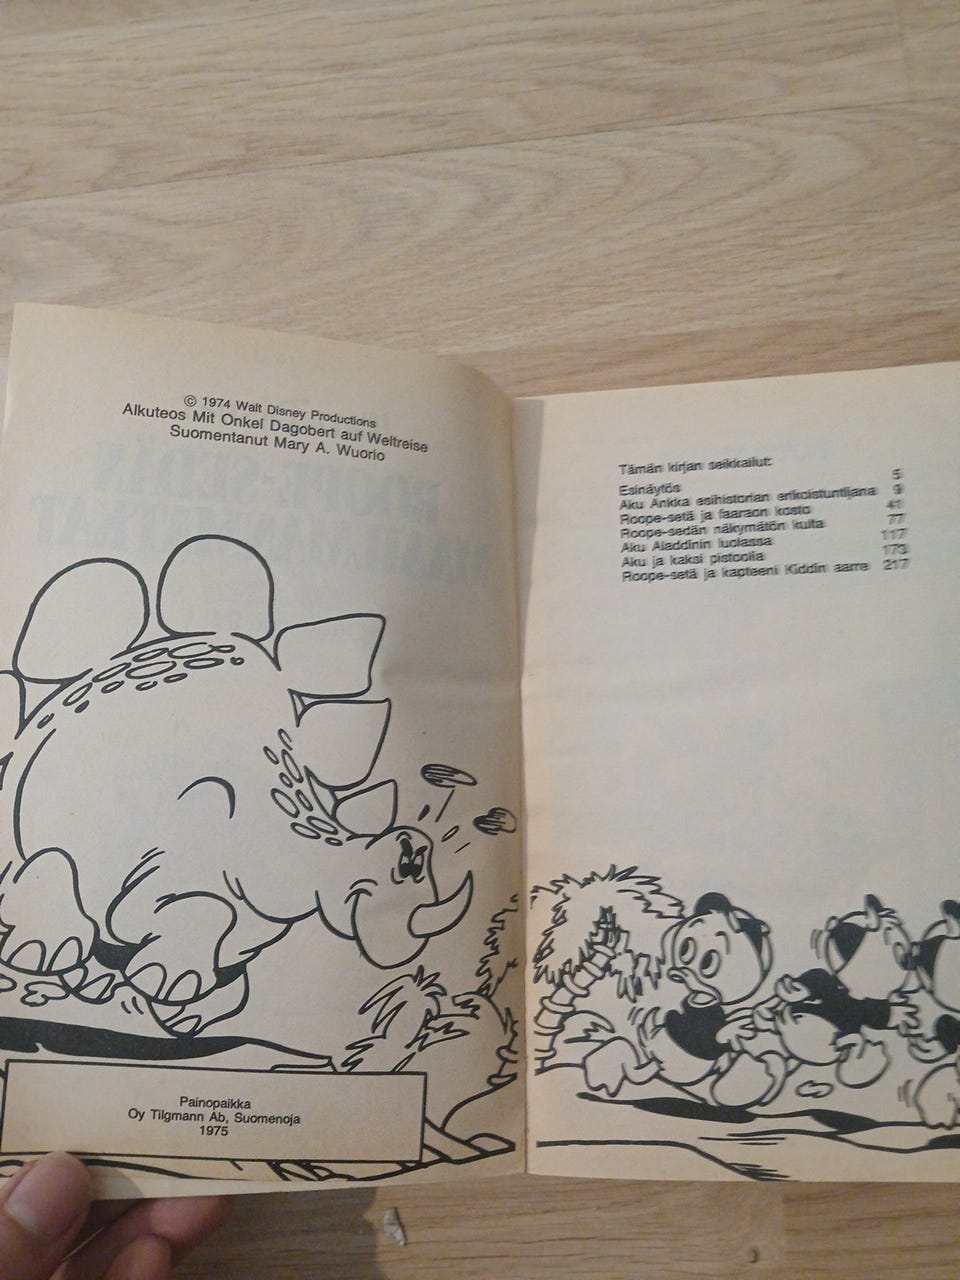 © 1974 Walt Disney Productions
Alkuteos Mit Onkel Dagobert auf Weltreise
Suomentanut Mary A. Wuorio
Painopaikka
Oy Tilgmann Ab, Suomenoja
1975
Tämän kirjan seikkailut:
Esinäytös 5
Aku Ankka esihistorian erikoistuntijana 9
Roope-setä ja faaraon kosto 41
Roope-sedän näkymätön kulta 77
Aku Aladdinin luolassa 117
Aku ja kaksi pistoolia 173
Roope-setä ja kapteeni Kiddin aarre 217